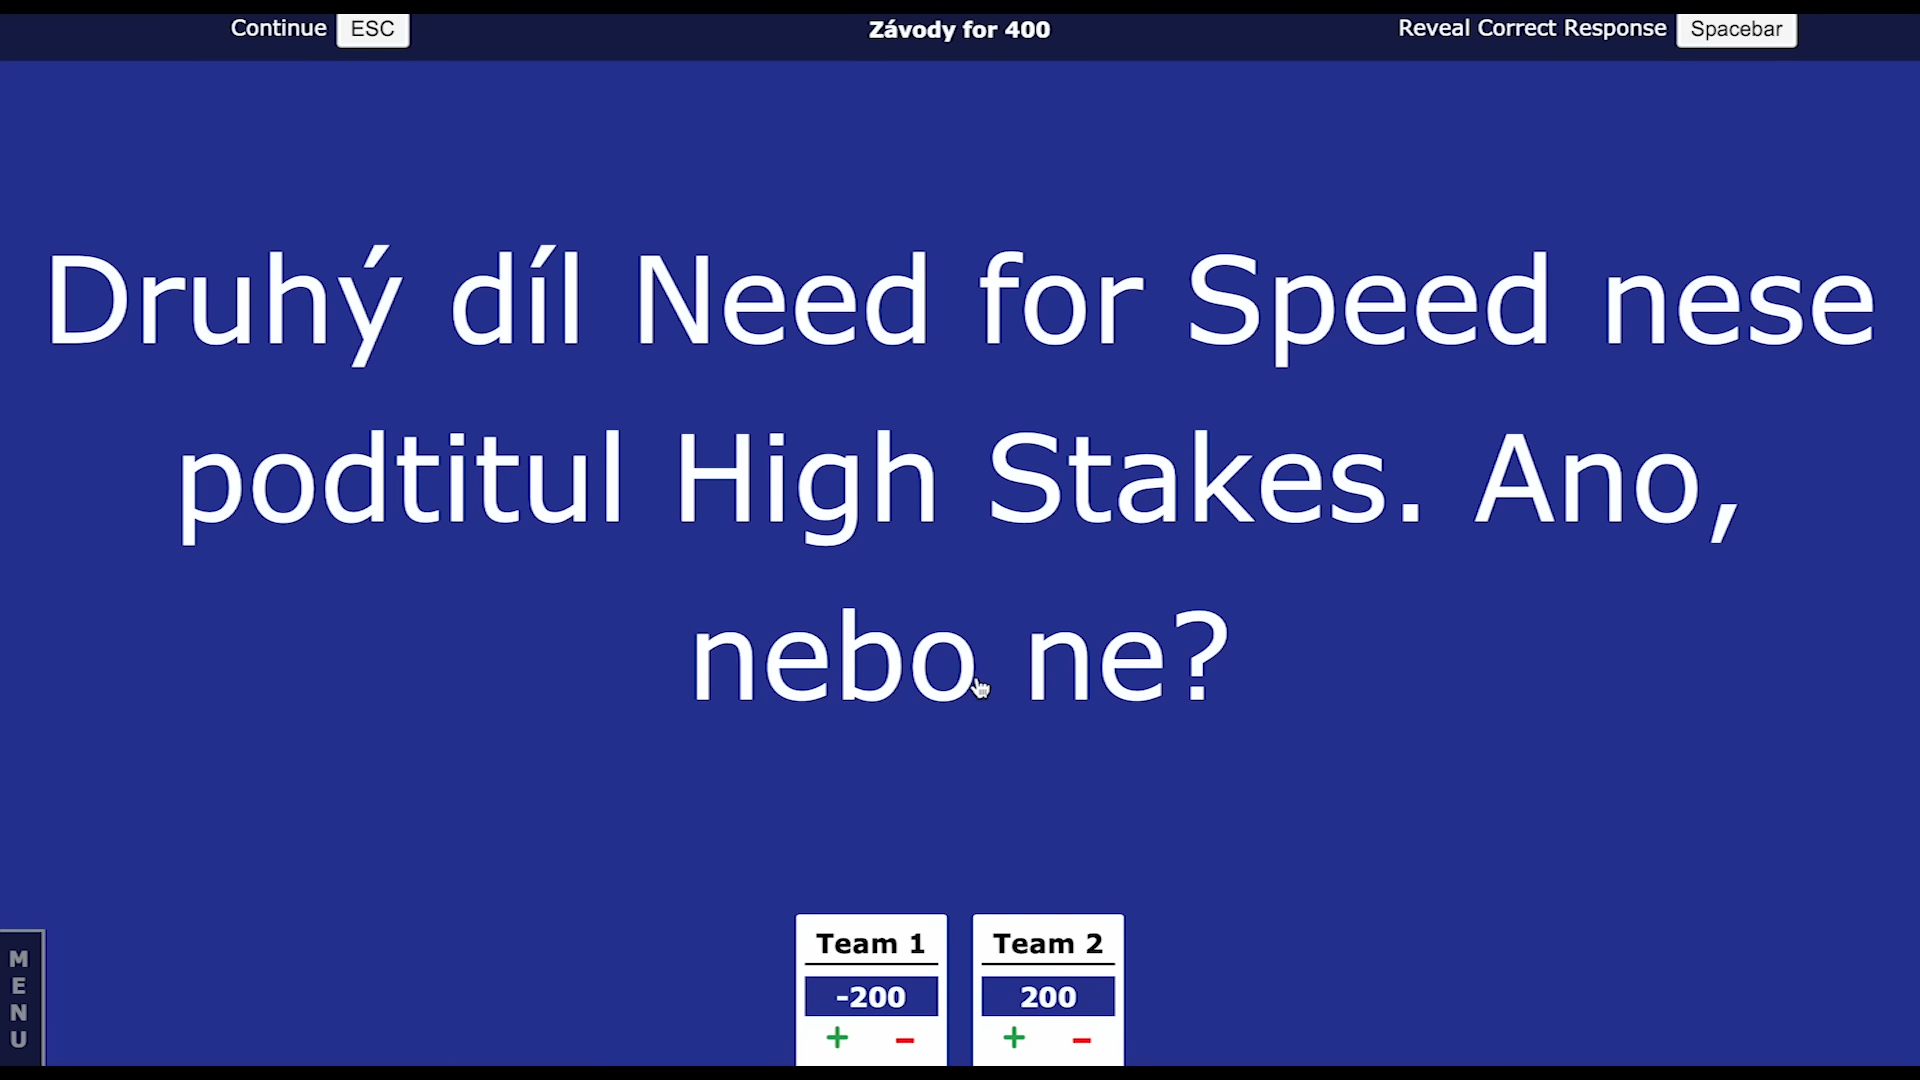 Continue ESC Závody for 400 Reveal Correct Response Spacebar
Druhý díl Need for Speed nese
podtitul High Stakes. Ano,
nebo ne?
MENU
Team 1 Team 2
-200 200
+ - + -